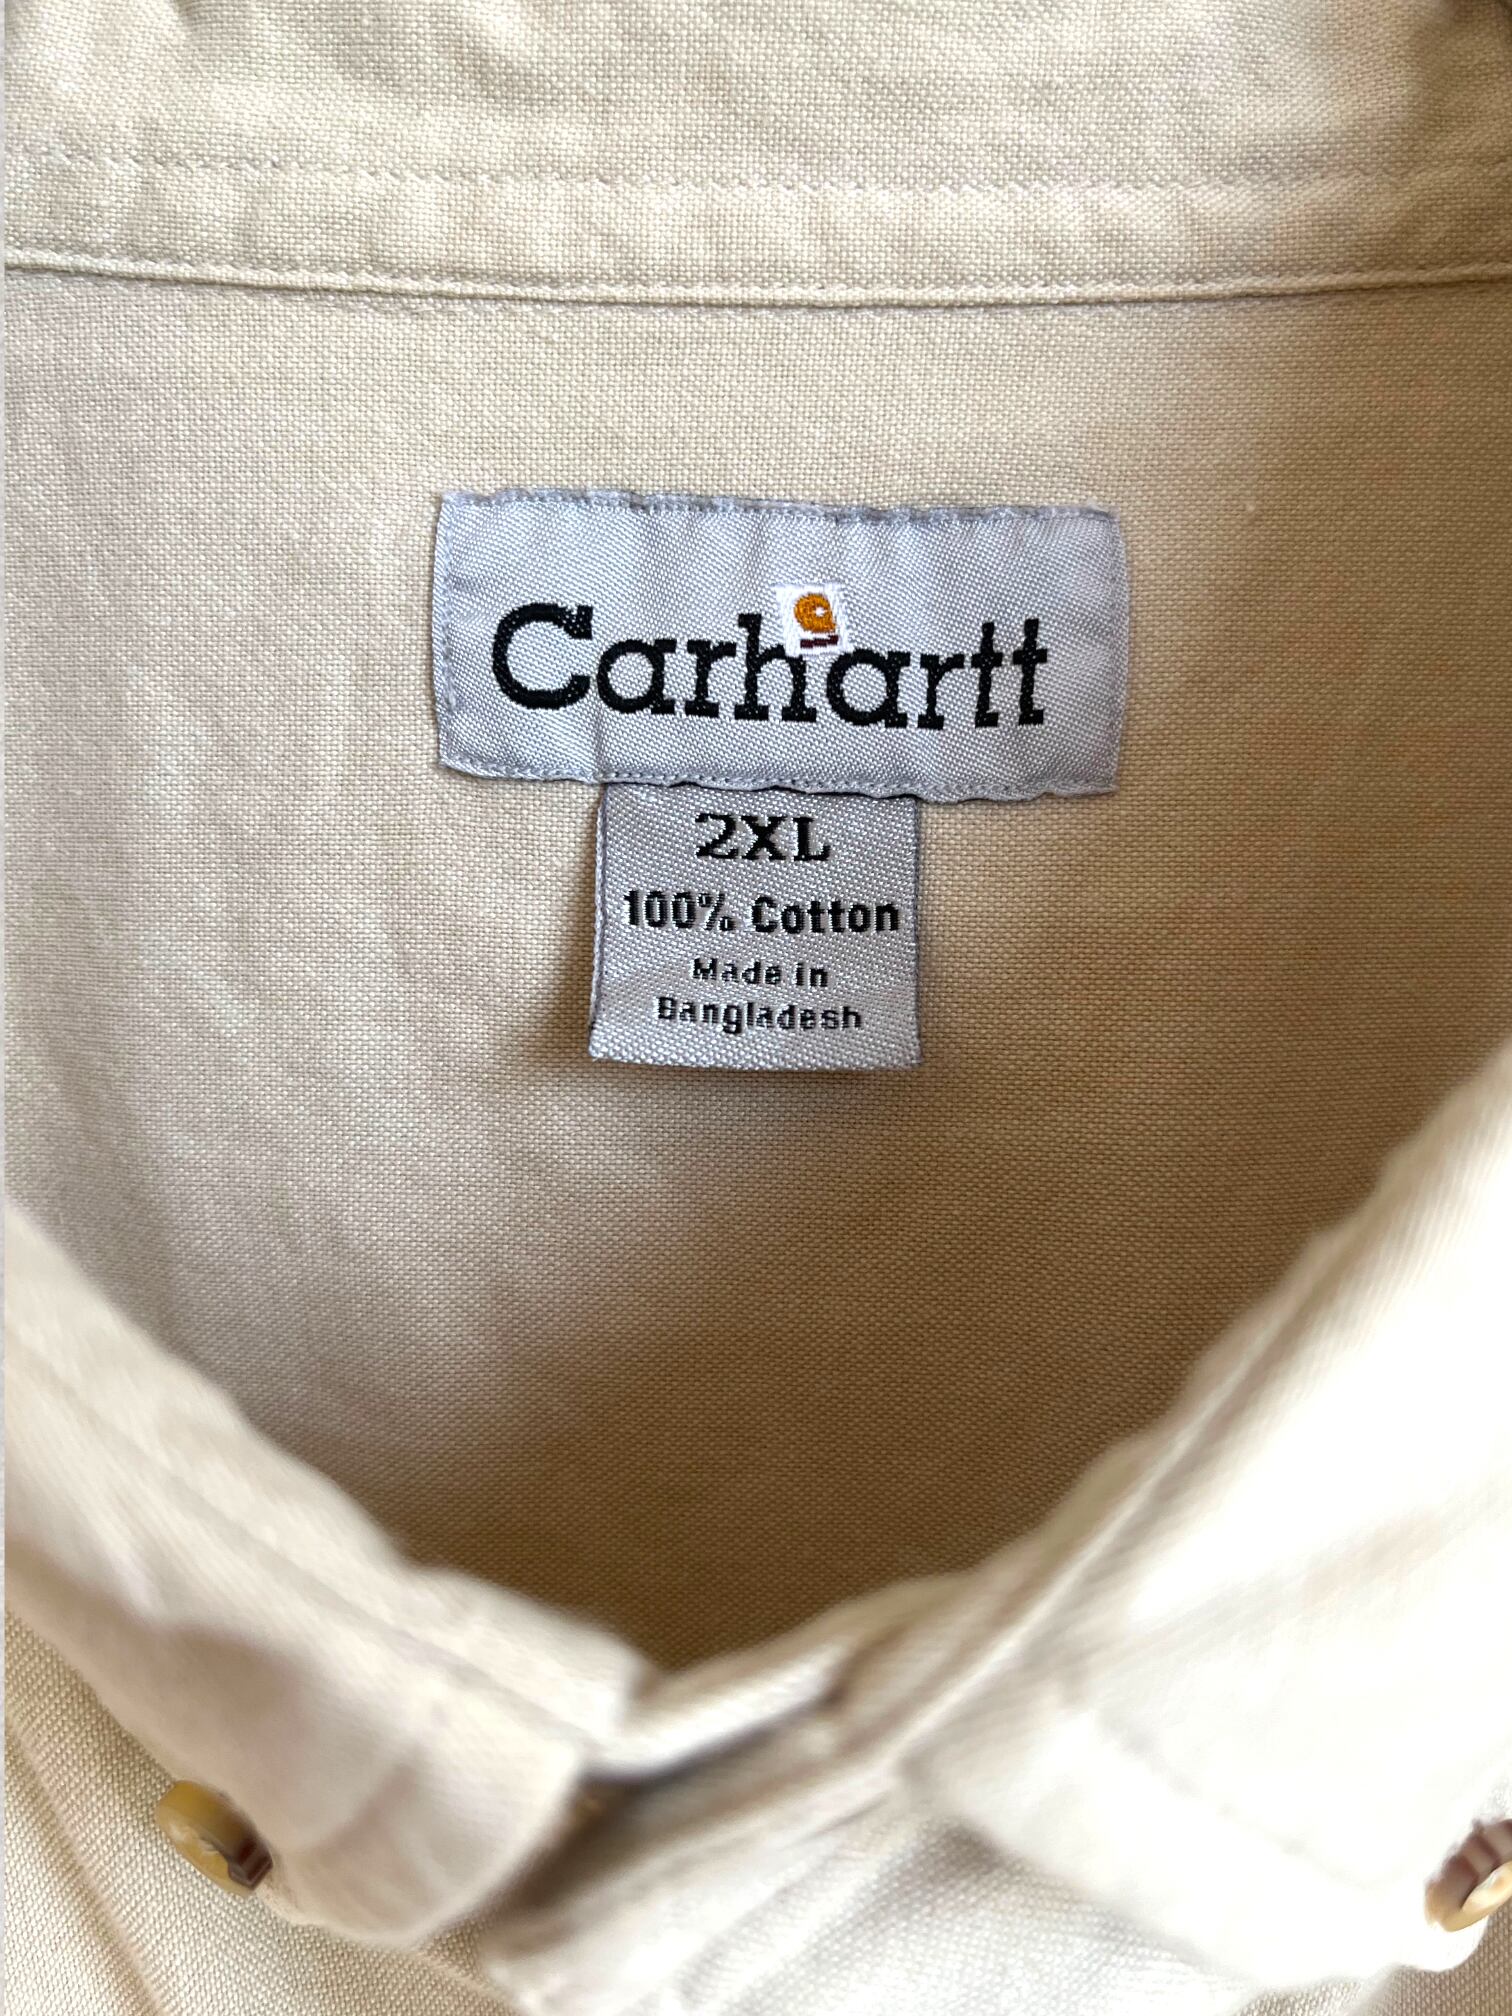 Carhartt
2XL
100% Cotton
Made in
Bangladesh